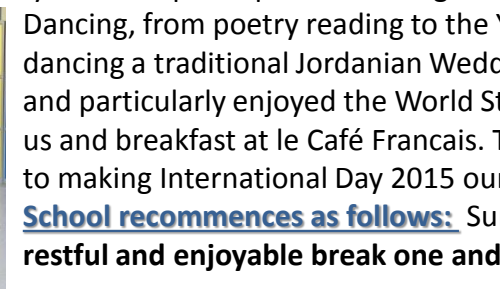 Dancing, from poetry reading to the
dancing a traditional Jordanian Wedd
and particularly enjoyed the World St
us and breakfast at le Café Francais. T
to making International Day 2015 our
School recommences as follows: Su
restful and enjoyable break one and